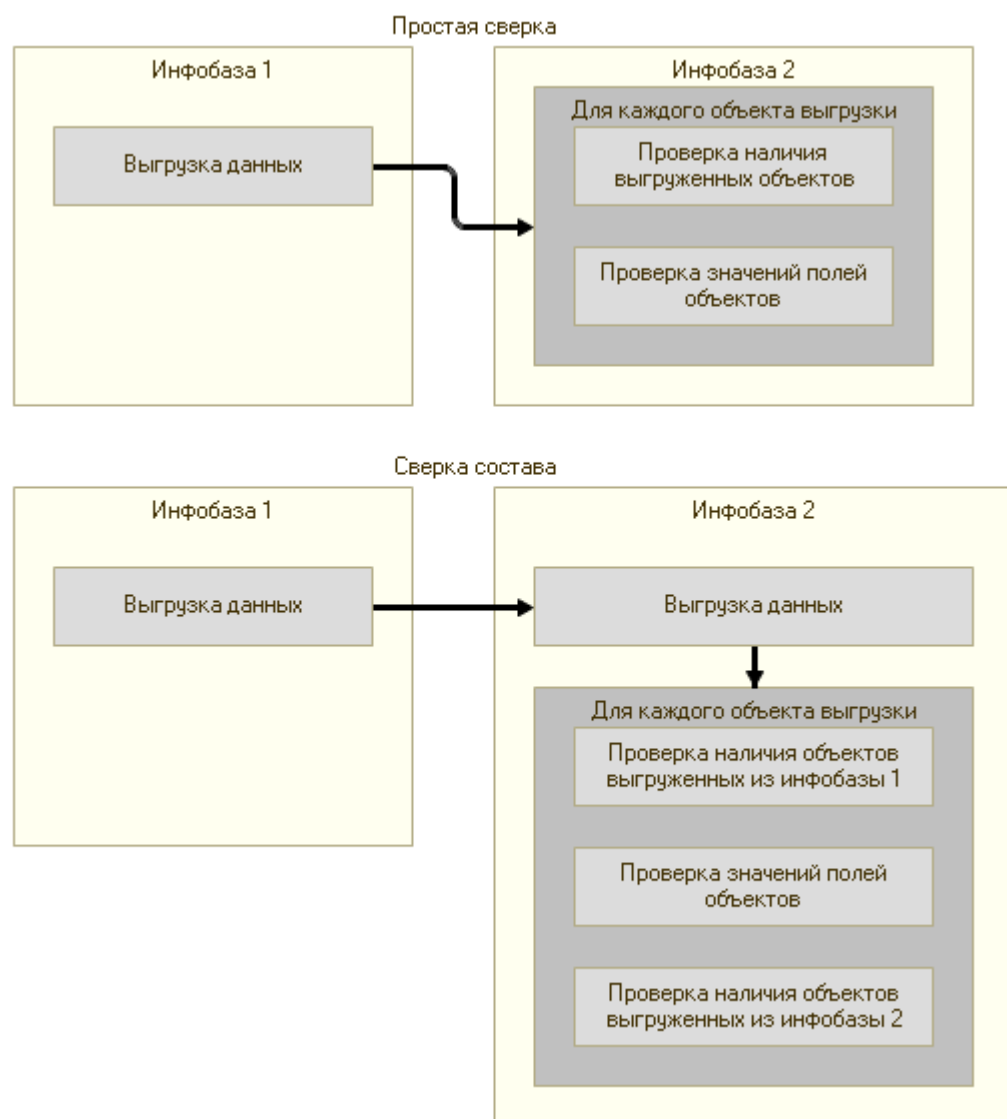 Простая сверка
Инфобаза 1
Выгрузка данных
Инфобаза 2
Для каждого объекта выгрузки
Проверка наличия
выгруженных объектов
Проверка значений полей
объектов
Сверка состава
Инфобаза 1
Выгрузка данных
Инфобаза 2
Выгрузка данных
Для каждого объекта выгрузки
Проверка наличия объектов
выгруженных из инфобазы 1
Проверка значений полей
объектов
Проверка наличия объектов
выгруженных из инфобазы 2